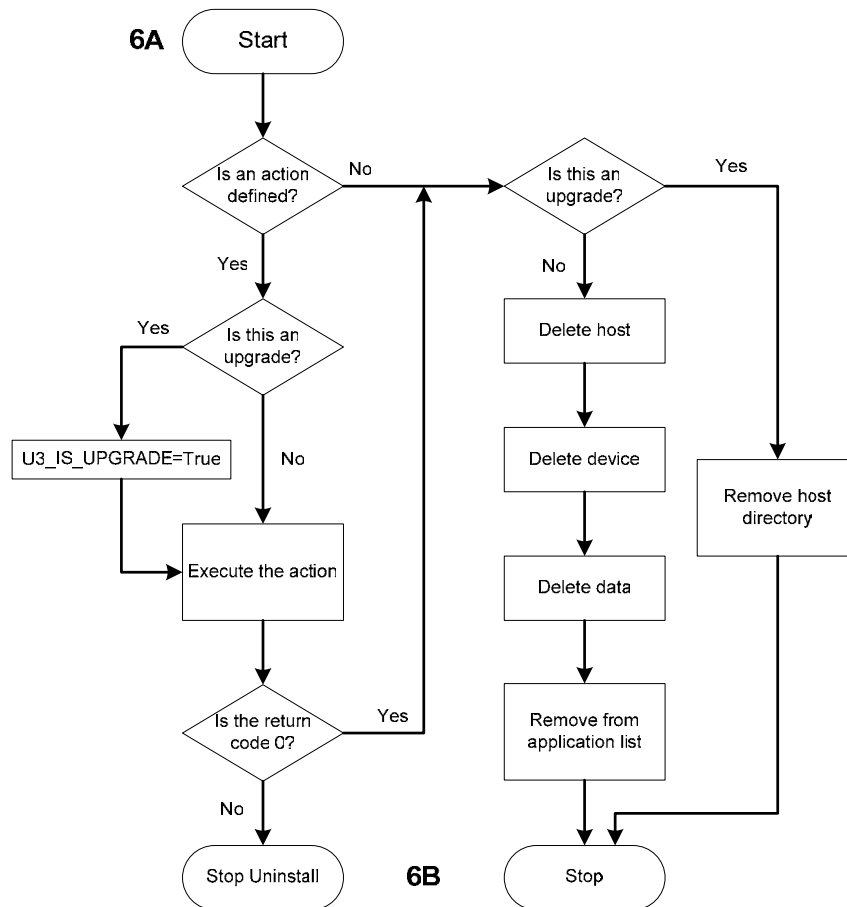 6A
Start
Is an action
defined?
No
Yes
Is this an
upgrade?
Yes
No
U3_IS_UPGRADE=True
Execute the action
Is the return
code 0?
Yes
No
Stop Uninstall
Is this an
upgrade?
Yes
No
Delete host
Delete device
Delete data
Remove from
application list
Remove host
directory
6B
Stop